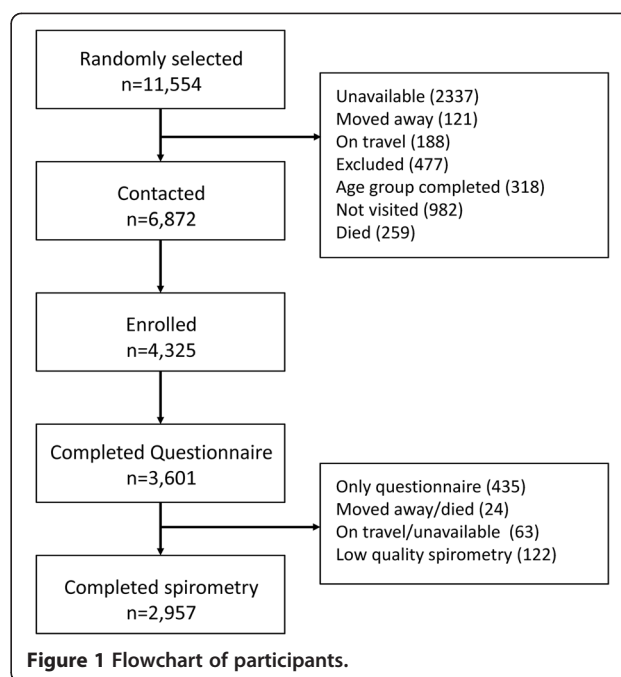 Randomly selected
n=11,554
Unavailable (2337)
Moved away (121)
On travel (188)
Excluded (477)
Age group completed (318)
Not visited (982)
Died (259)
Contacted
n=6,872
Enrolled
n=4,325
Completed Questionnaire
n=3,601
Only questionnaire (435)
Moved away/died (24)
On travel/unavailable (63)
Low quality spirometry (122)
Completed spirometry
n=2,957
Figure 1 Flowchart of participants.